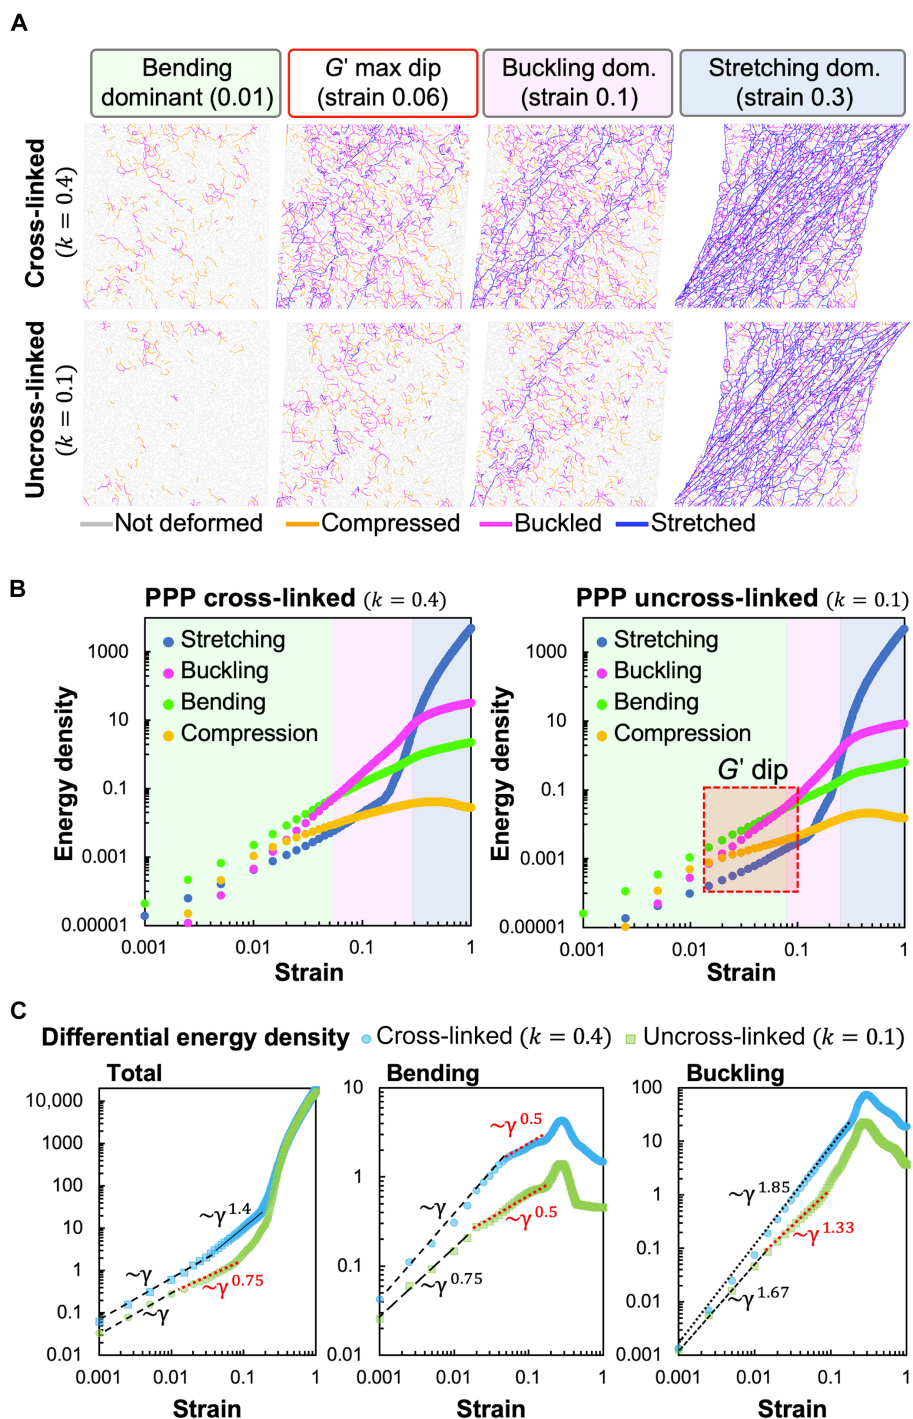 A
Bending dominant (0.01)
G' max dip (strain 0.06)
Buckling dom. (strain 0.1)
Stretching dom. (strain 0.3)
Cross-linked (k = 0.4)
Uncross-linked (k = 0.1)
Not deformed
Compressed
Buckled
Stretched
B
PPP cross-linked (k = 0.4)
Stretching
Buckling
Bending
Compression
Energy density
1000
10
0.1
0.001
0.00001
0.001
0.01
0.1
1
Strain
PPP uncross-linked (k = 0.1)
Stretching
Buckling
Bending
Compression
G' dip
Energy density
1000
10
0.1
0.001
0.00001
0.001
0.01
0.1
1
Strain
C
Differential energy density
Cross-linked (k = 0.4)
Uncross-linked (k = 0.1)
Total
10,000
1000
100
10
1
0.1
0.01
~γ^1.4
~γ
~γ^0.75
~γ
0.001
0.01
0.1
1
Strain
Bending
10
1
0.1
0.01
~γ^0.5
~γ
~γ^0.5
~γ^0.75
0.001
0.01
0.1
1
Strain
Buckling
100
10
1
0.1
0.01
0.001
~γ^1.85
~γ^1.33
~γ^1.67
0.001
0.01
0.1
1
Strain